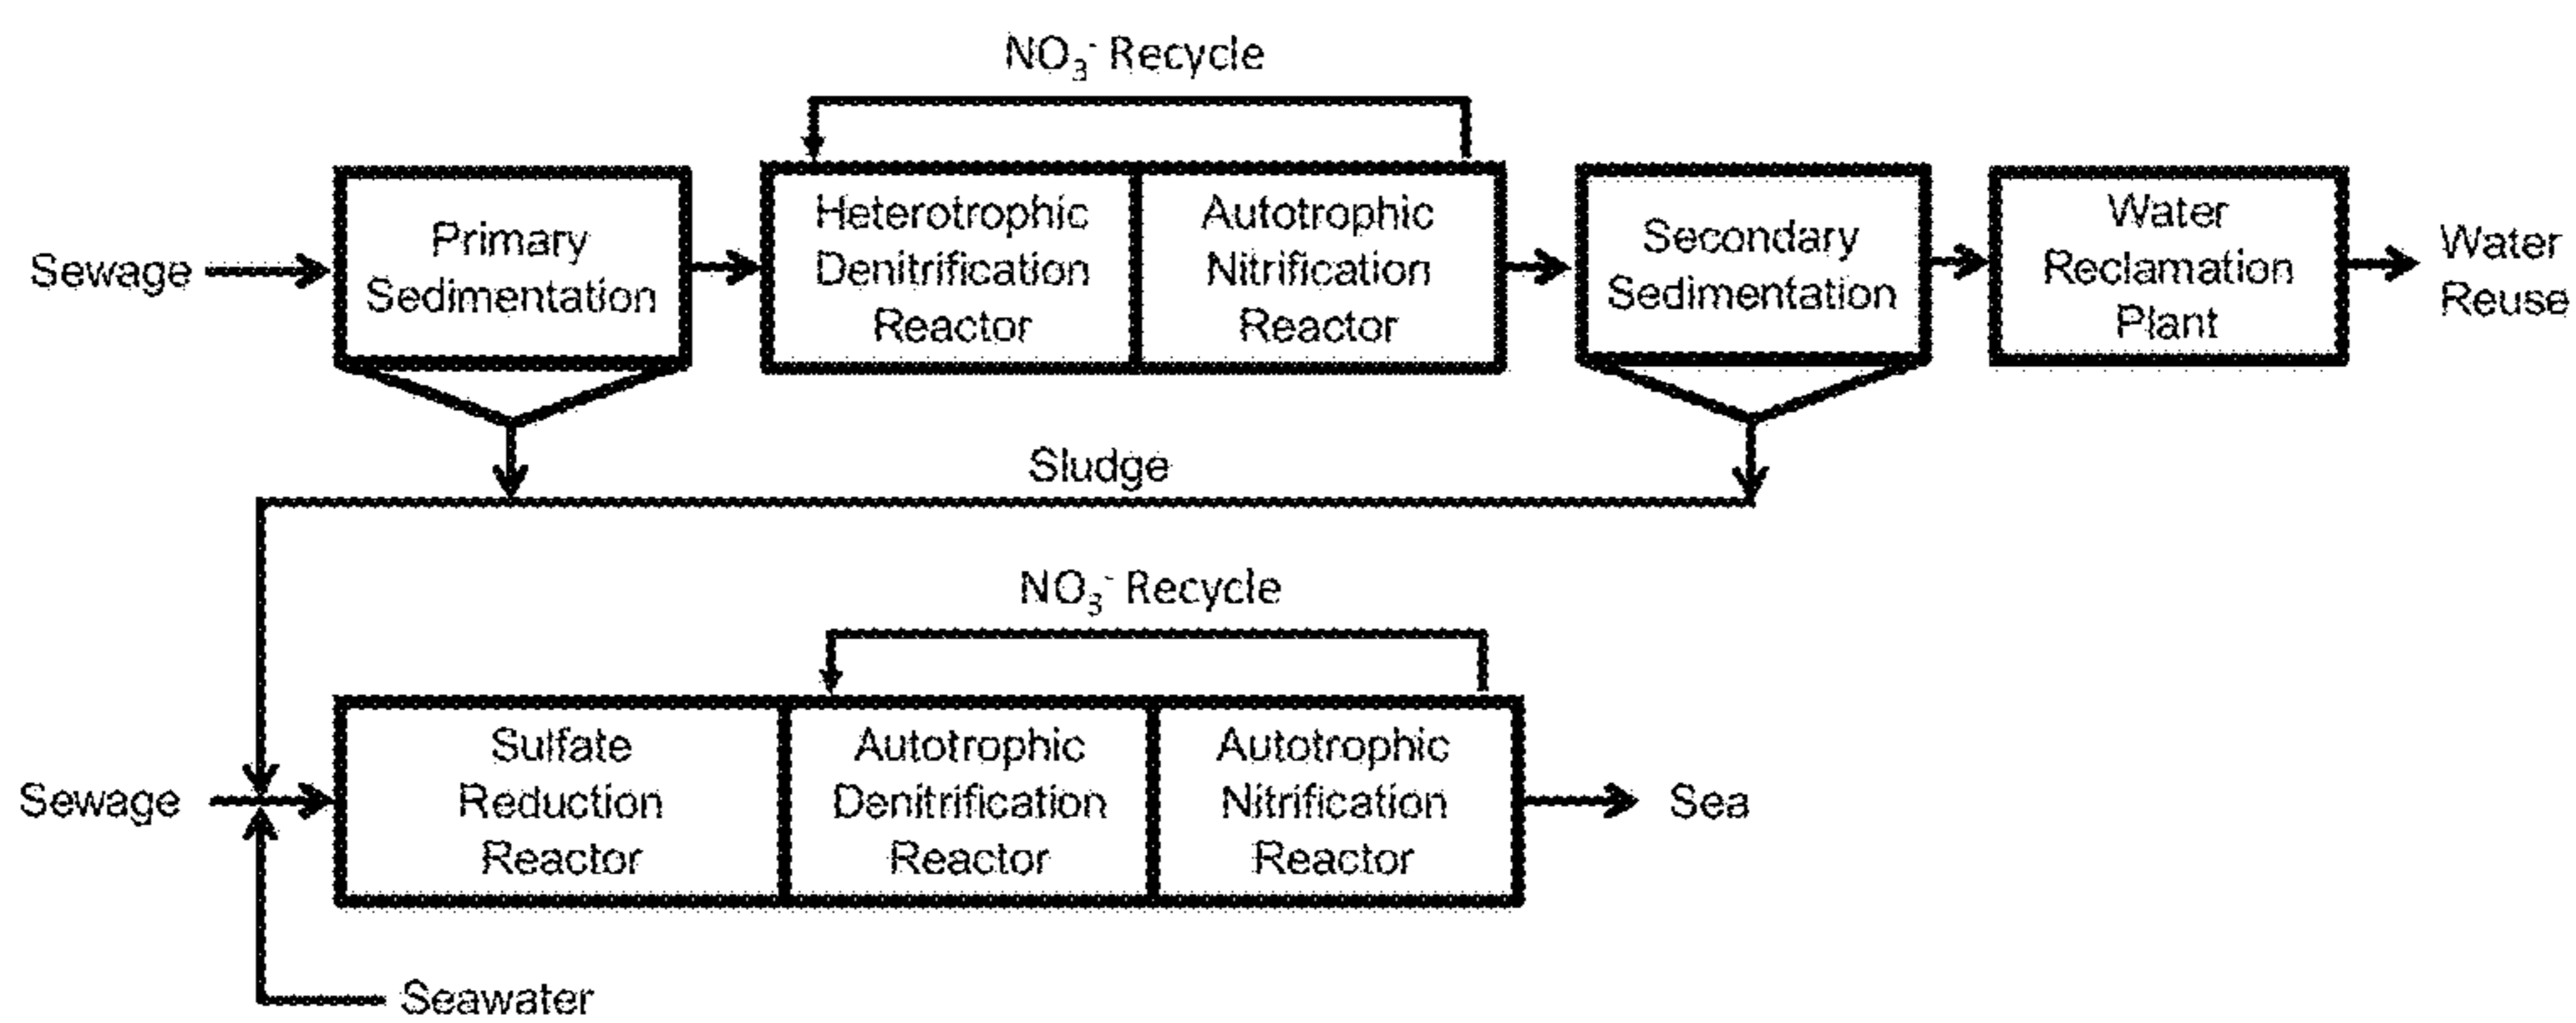 NO₃⁻ Recycle
Sewage
Primary
Sedimentation
Heterotrophic
Denitrification
Reactor
Autotrophic
Nitrification
Reactor
Secondary
Sedimentation
Water
Reclamation
Plant
Water
Reuse
Sludge
NO₃⁻ Recycle
Sewage
Sulfate
Reduction
Reactor
Autotrophic
Denitrification
Reactor
Autotrophic
Nitrification
Reactor
Sea
Seawater